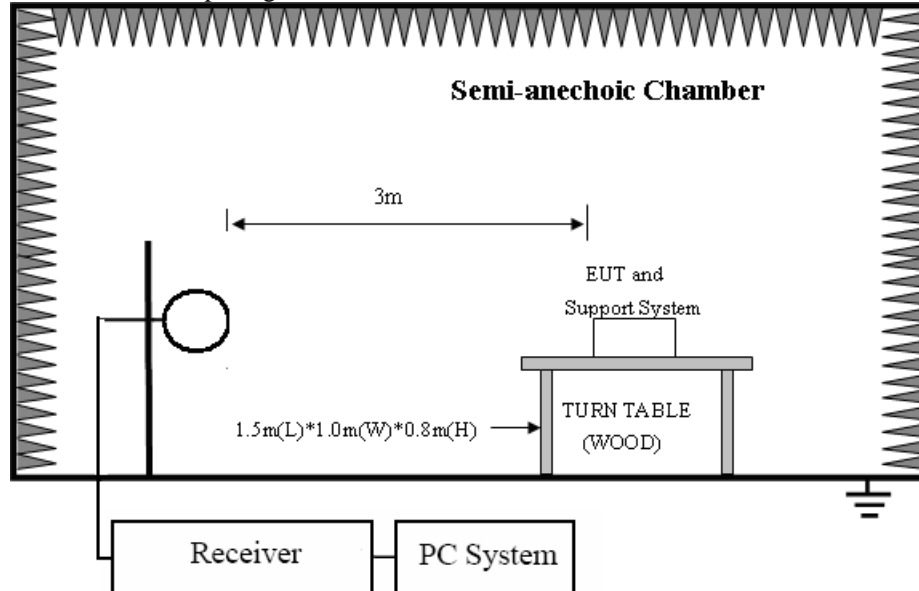 Semi-anechoic Chamber
3m
EUT and
Support System
1.5m(L)*1.0m(W)*0.8m(H)
TURN TABLE
(WOOD)
Receiver
PC System